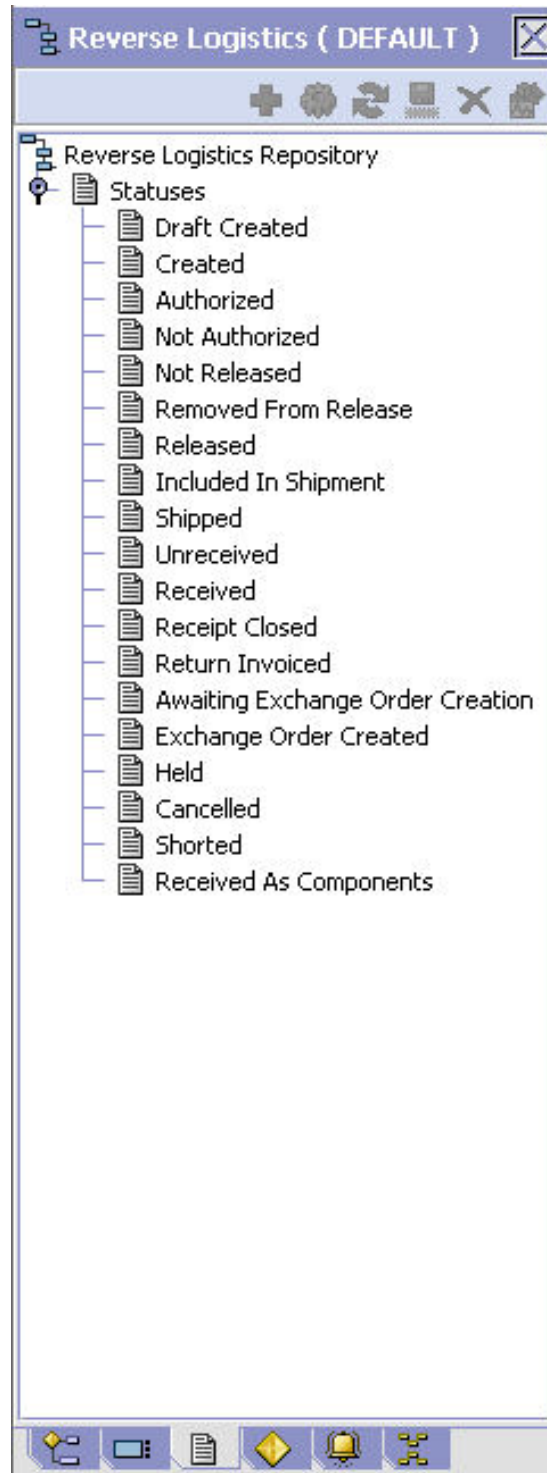 Reverse Logistics ( DEFAULT )
Reverse Logistics Repository
Statuses
Draft Created
Created
Authorized
Not Authorized
Not Released
Removed From Release
Released
Included In Shipment
Shipped
Unreceived
Received
Receipt Closed
Return Invoiced
Awaiting Exchange Order Creation
Exchange Order Created
Held
Cancelled
Shorted
Received As Components